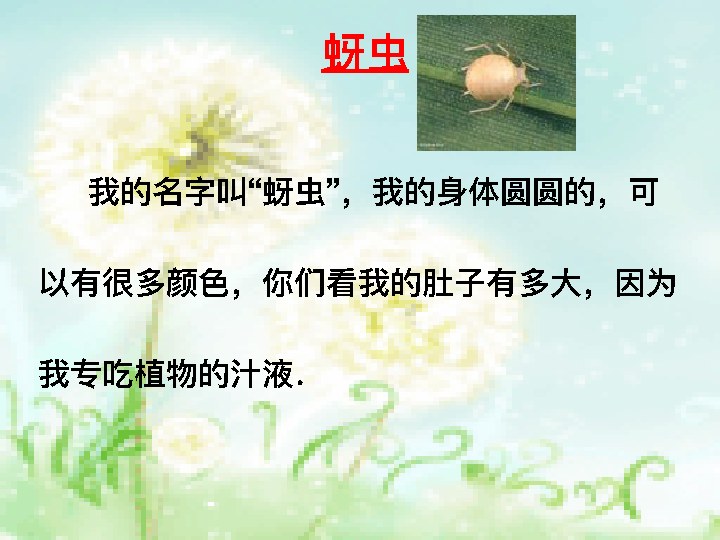 蚜虫
我的名字叫“蚜虫”，我的身体圆圆的，可
以有很多颜色，你们看我的肚子有多大，因为
我专吃植物的汁液.